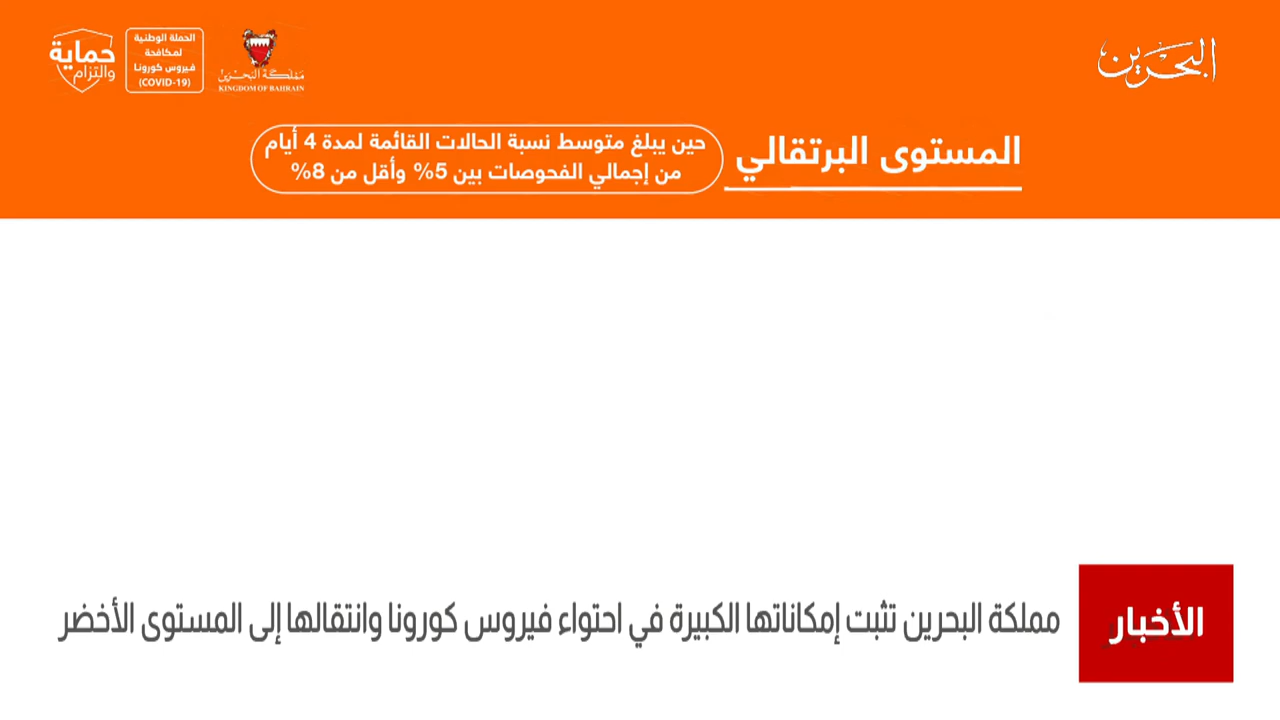 البحرين
مملكة البحرين
KINGDOM OF BAHRAIN
الحملة الوطنية
لمكافحة
فيروس كورونا
(COVID-19)
حماية
والتزام
المستوى البرتقالي
حين يبلغ متوسط نسبة الحالات القائمة لمدة 4 أيام
من إجمالي الفحوصات بين 5% وأقل من 8%
الأخبار
مملكة البحرين تثبت إمكاناتها الكبيرة في احتواء فيروس كورونا وانتقالها إلى المستوى الأخضر